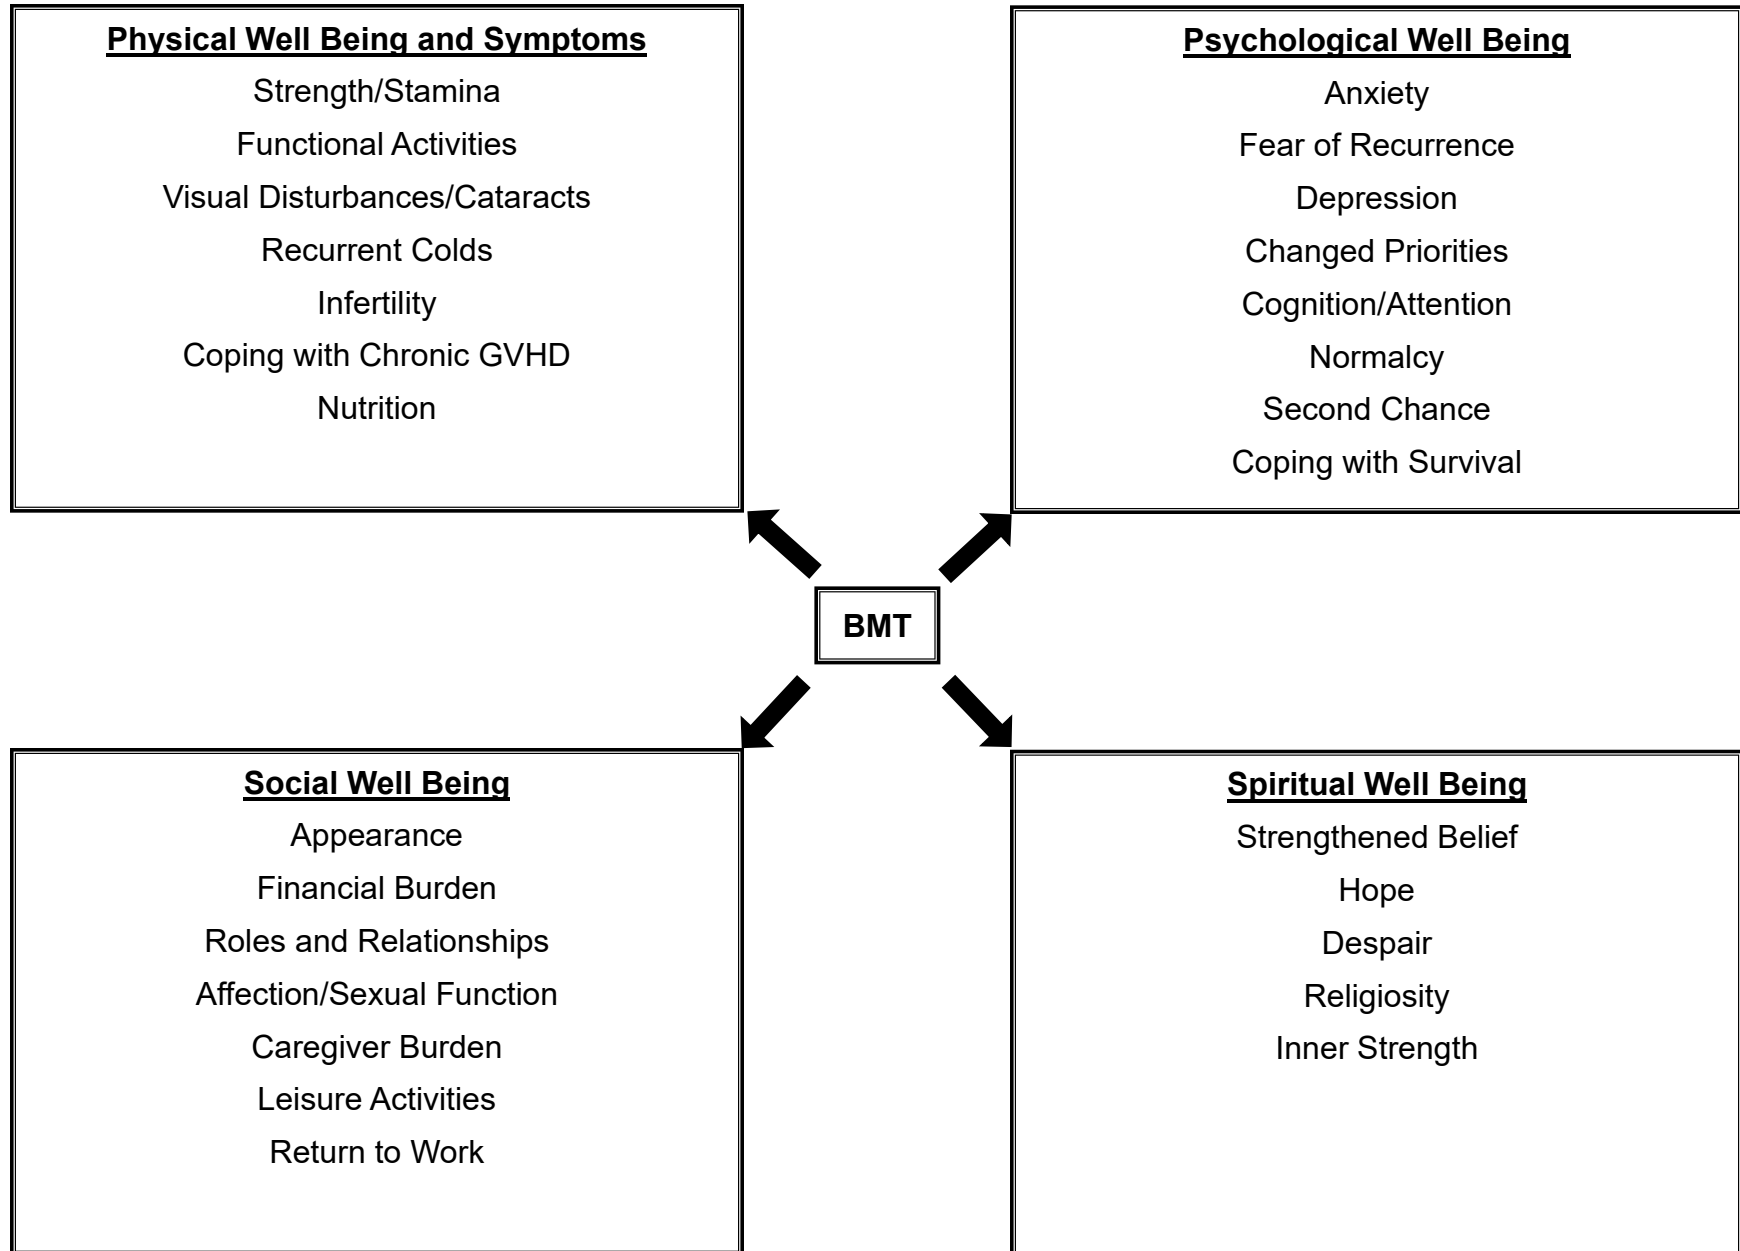 Physical Well Being and Symptoms
Strength/Stamina
Functional Activities
Visual Disturbances/Cataracts
Recurrent Colds
Infertility
Coping with Chronic GVHD
Nutrition
Psychological Well Being
Anxiety
Fear of Recurrence
Depression
Changed Priorities
Cognition/Attention
Normalcy
Second Chance
Coping with Survival
BMT
Social Well Being
Appearance
Financial Burden
Roles and Relationships
Affection/Sexual Function
Caregiver Burden
Leisure Activities
Return to Work
Spiritual Well Being
Strengthened Belief
Hope
Despair
Religiosity
Inner Strength